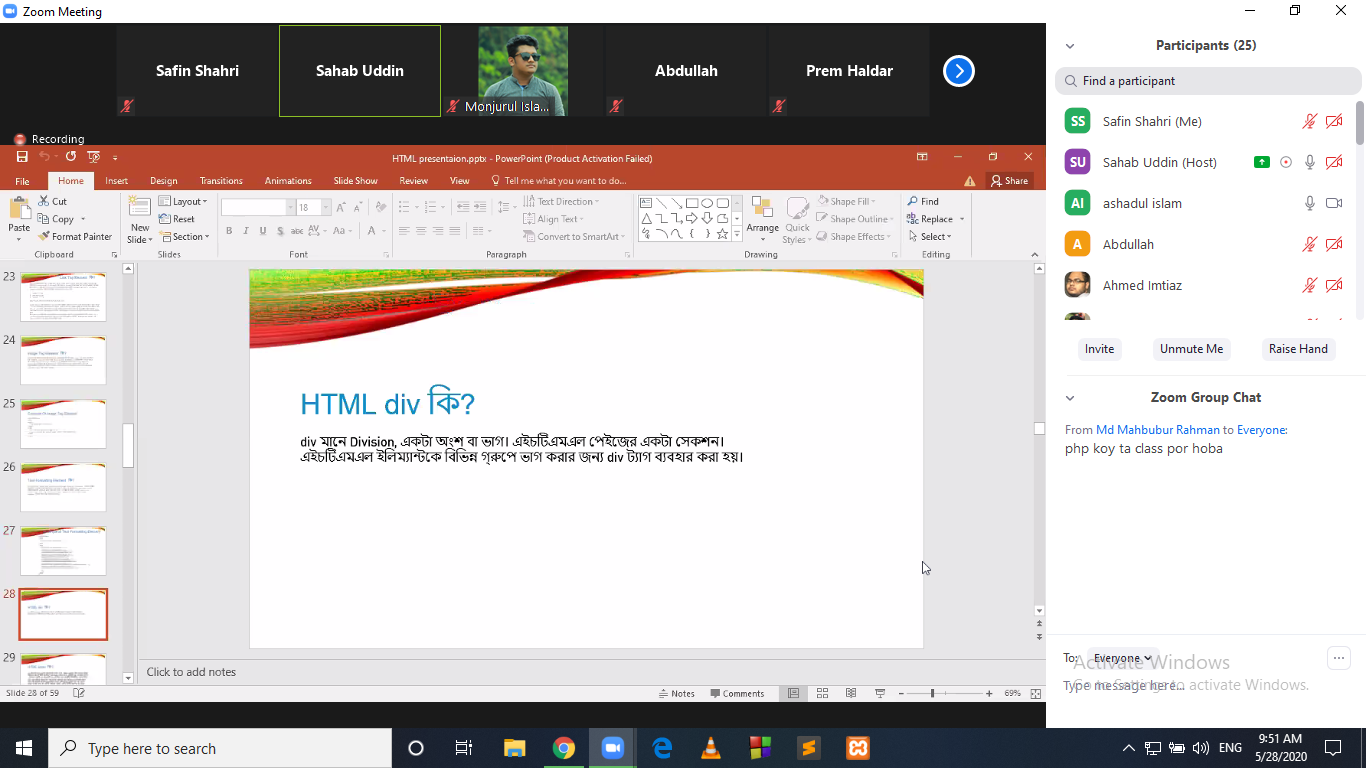 Zoom Meeting
Safin Shahri
Sahab Uddin
Monjurul Isla...
Abdullah
Prem Haldar
Recording
HTML presentaion.pptx - PowerPoint (Product Activation Failed)
File Home Insert Design Transitions Animations Slide Show Review View Tell me what you want to do... Share
Paste
Cut
Copy
Format Painter
Clipboard
New Slide
Layout
Reset
Section
Slides
18
B I U S abc AV Aa A
Font
Text Direction
Align Text
Convert to SmartArt
Paragraph
Arrange
Quick Styles
Shape Fill
Shape Outline
Shape Effects
Drawing
Find
Replace
Select
Editing
23
24
25
26
27
28
29
HTML div কি?
div মানে Division, একটা অংশ বা ভাগ। এইচটিএমএল পেইজের একটা সেকশন।
এইচটিএমএল ইলিম্যান্টকে বিভিন্ন গ্রুপে ভাগ করার জন্য div ট্যাগ ব্যবহার করা হয়।
Click to add notes
Slide 28 of 59
Notes Comments 69%
Participants (25)
Find a participant
SS Safin Shahri (Me)
SU Sahab Uddin (Host)
AI ashadul islam
A Abdullah
Ahmed Imtiaz
Invite Unmute Me Raise Hand
Zoom Group Chat
From Md Mahbubur Rahman to Everyone:
php koy ta class por hoba
To: Everyone
Type message here...
Activate Windows
Go to Settings to activate Windows.
Type here to search
ENG
9:51 AM
5/28/2020